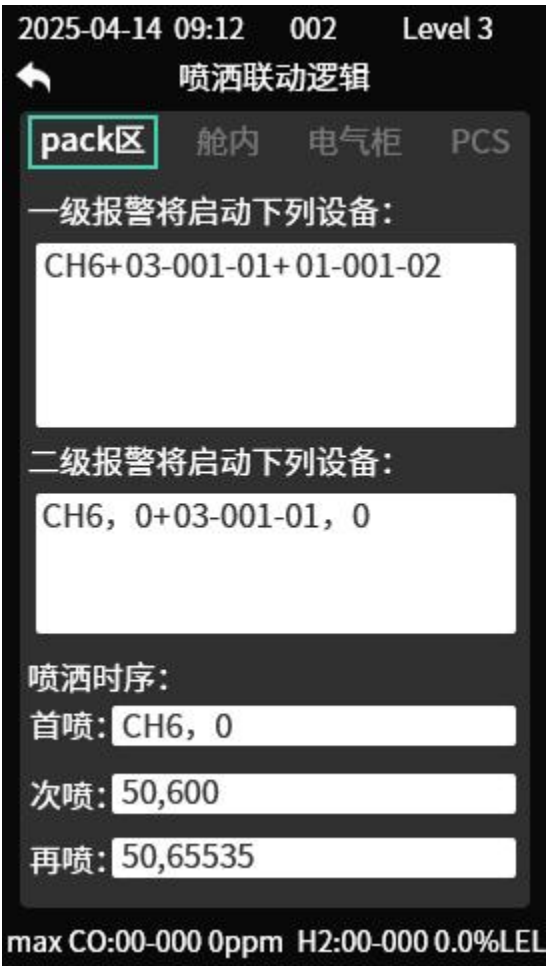 2025-04-14 09:12 002 Level 3
喷洒联动逻辑
pack区 舱内 电气柜 PCS
一级报警将启动下列设备：
CH6+03-001-01+01-001-02
二级报警将启动下列设备：
CH6，0+03-001-01，0
喷洒时序：
首喷：CH6，0
次喷：50,600
再喷：50,65535
max CO:00-000 0ppm H2:00-000 0.0%LEL